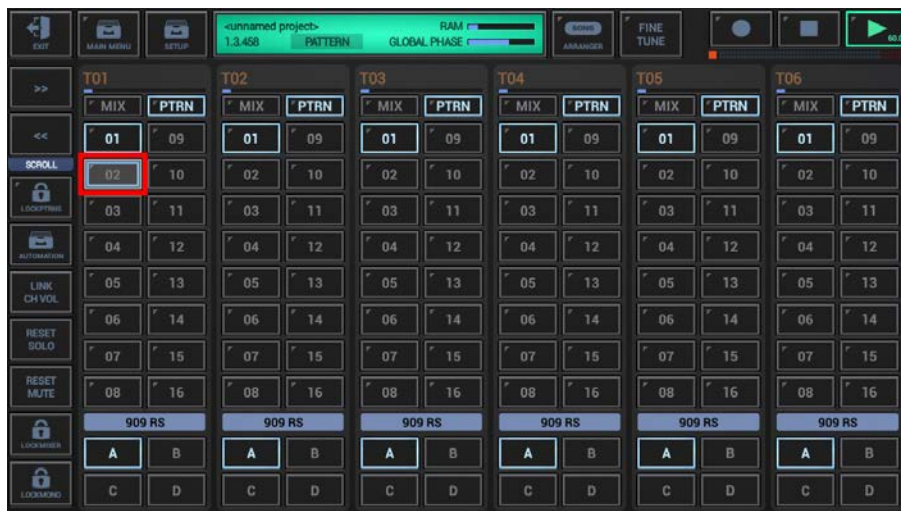 EXIT MAIN MENU SETUP <unnamed project> RAM SONG ARRANGER FINE TUNE 60.0
1.3.458 PATTERN GLOBAL PHASE
>> T01 T02 T03 T04 T05 T06
MIX PTRN MIX PTRN MIX PTRN MIX PTRN MIX PTRN MIX PTRN
<< 01 09 01 09 01 09 01 09 01 09 01 09
SCROLL 02 10 02 10 02 10 02 10 02 10 02 10
LOCKPTRNS 03 11 03 11 03 11 03 11 03 11 03 11
AUTOMATION 04 12 04 12 04 12 04 12 04 12 04 12
LINK CH VOL 05 13 05 13 05 13 05 13 05 13 05 13
RESET SOLO 06 14 06 14 06 14 06 14 06 14 06 14
07 15 07 15 07 15 07 15 07 15 07 15
RESET MUTE 08 16 08 16 08 16 08 16 08 16 08 16
909 RS 909 RS 909 RS 909 RS 909 RS 909 RS
LOCKMIXER A B A B A B A B A B A B
LOCKMONO C D C D C D C D C D C D